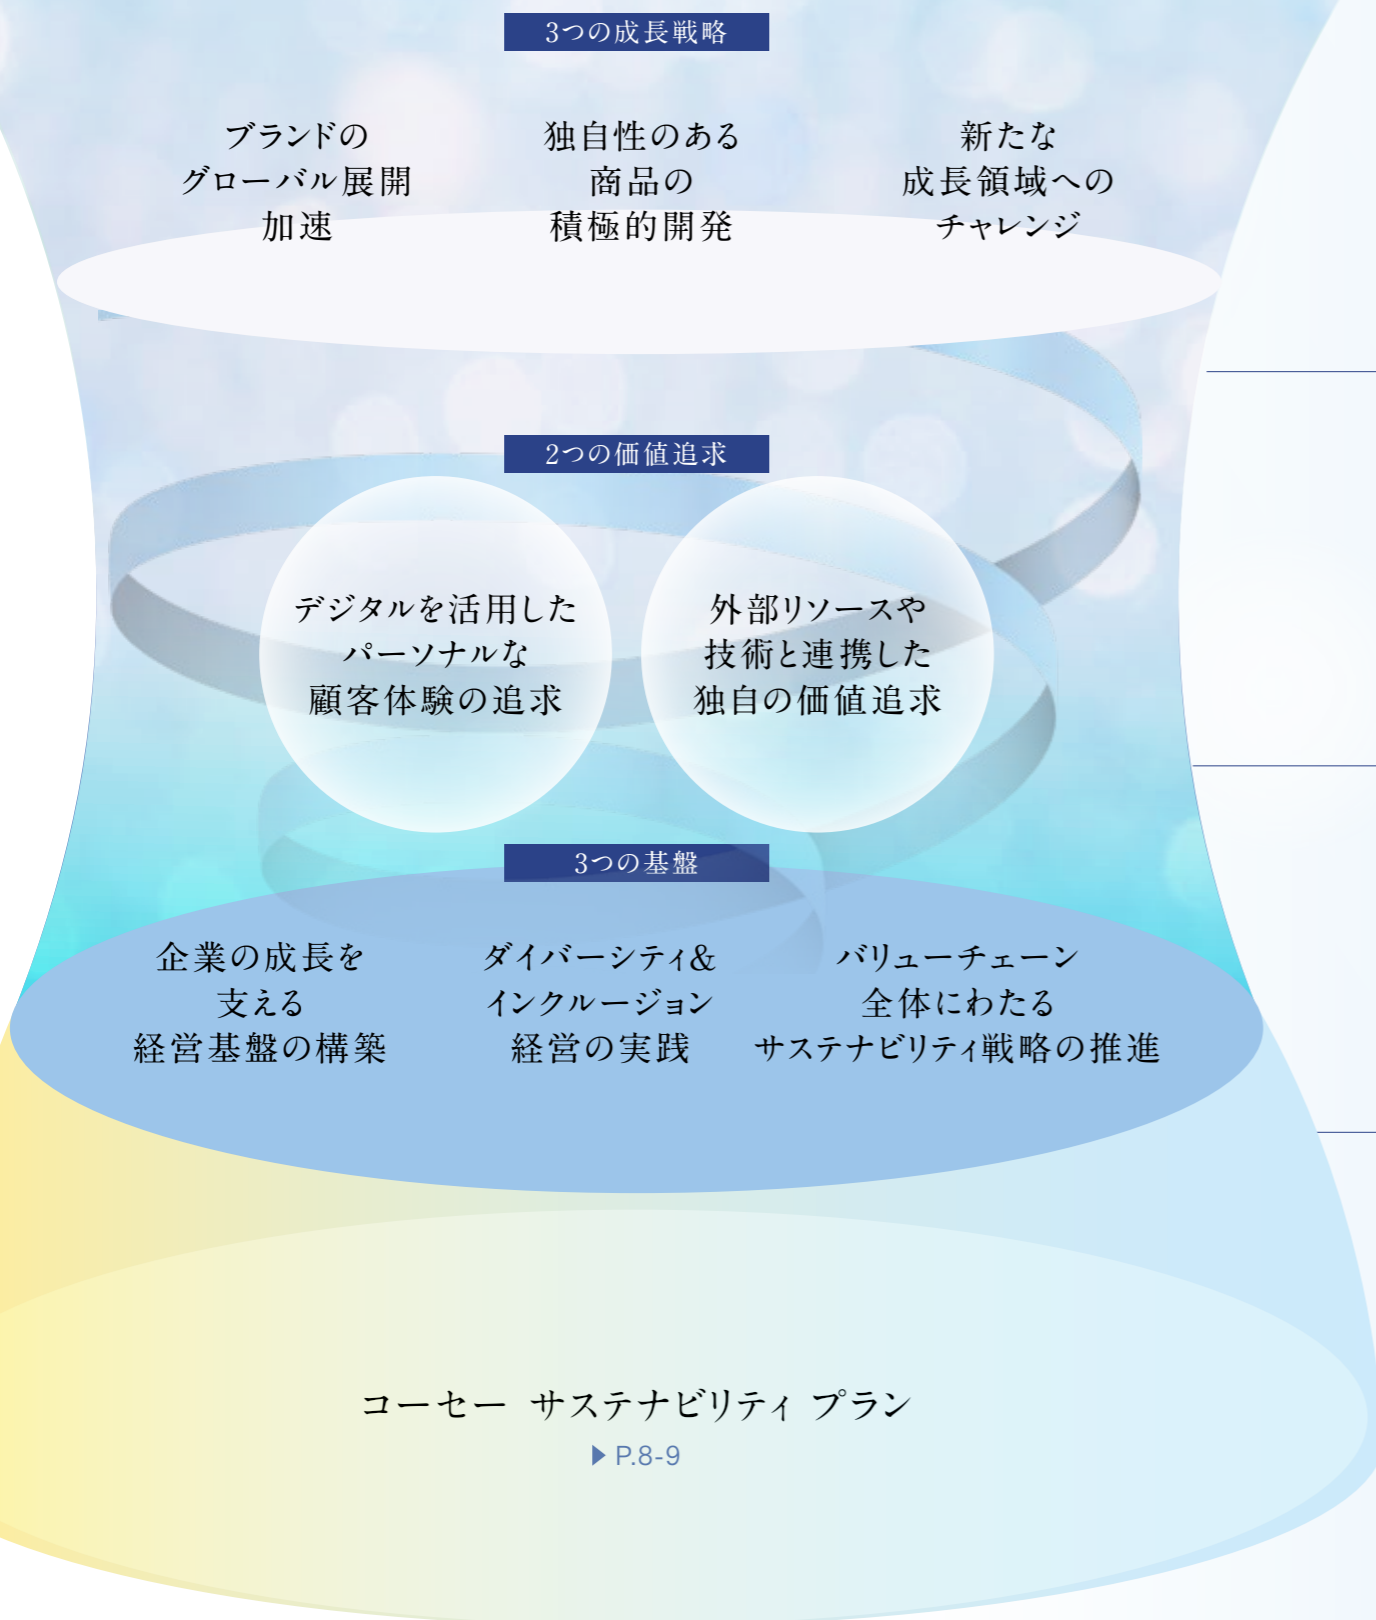 3つの成長戦略
ブランドの
グローバル展開
加速
独自性のある
商品の
積極的開発
新たな
成長領域への
チャレンジ
2つの価値追求
デジタルを活用した
パーソナルな
顧客体験の追求
外部リソースや
技術と連携した
独自の価値追求
3つの基盤
企業の成長を
支える
経営基盤の構築
ダイバーシティ&
インクルージョン
経営の実践
バリューチェーン
全体にわたる
サステナビリティ戦略の推進
コーセー サステナビリティ プラン
▶ P.8-9